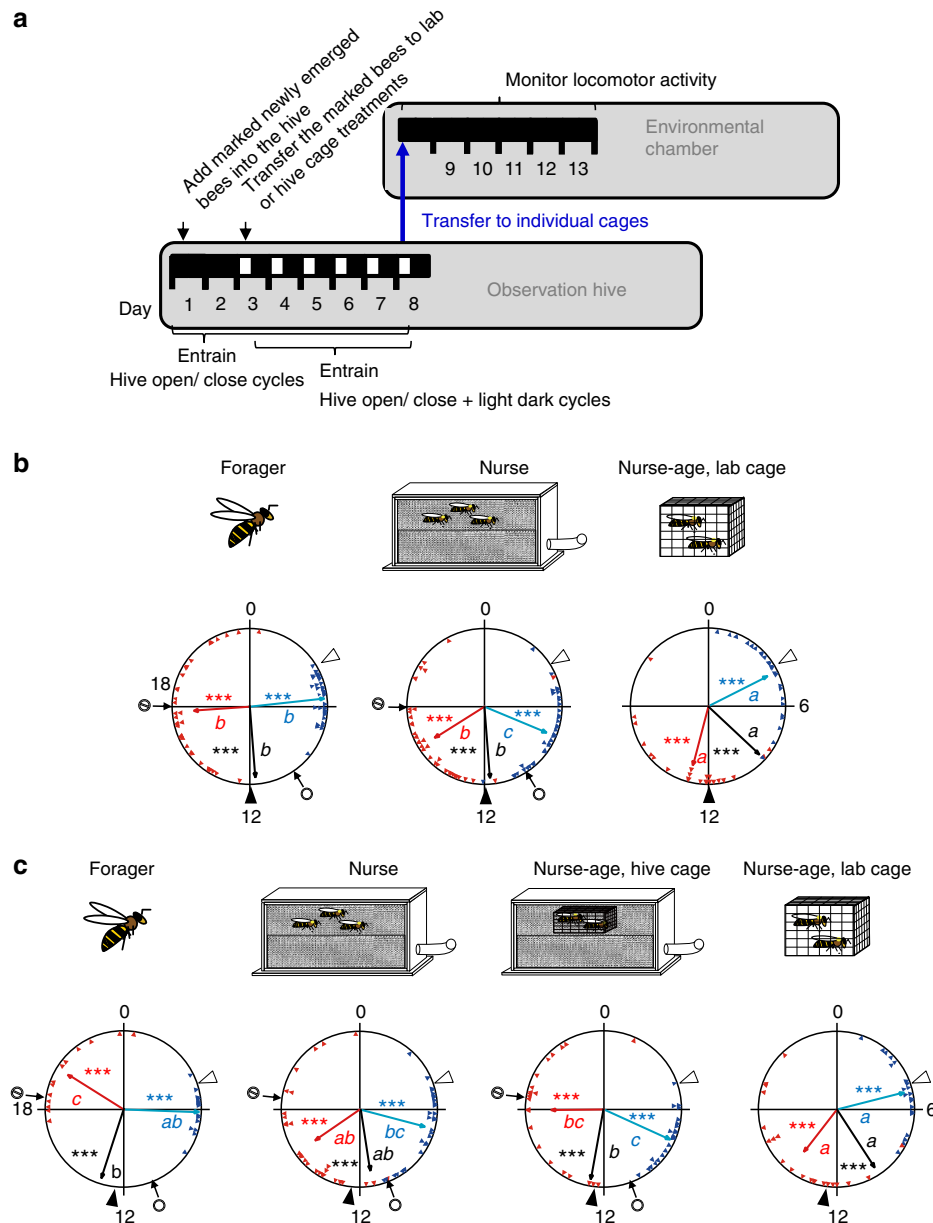 a
Add marked newly emerged
bees into the hive
Transfer the marked bees to lab
or hive cage treatments
Monitor locomotor activity
Environmental
chamber
9 10 11 12 13
Transfer to individual cages
Observation hive
Day 1 2 3 4 5 6 7 8
Entrain
Hive open/ close cycles
Entrain
Hive open/ close + light dark cycles
b
Forager Nurse Nurse-age, lab cage
0 0 0
18
*** *** *** *** *** 6
b b b c a
*** *** *** ***
b b a a
12 12 12
c
Forager Nurse Nurse-age, hive cage Nurse-age, lab cage
0 0 0 0
*** *** *** *** *** *** *** ***
18 c ab ab bc bc c a a 6
*** *** *** ***
b ab b a
12 12 12 12